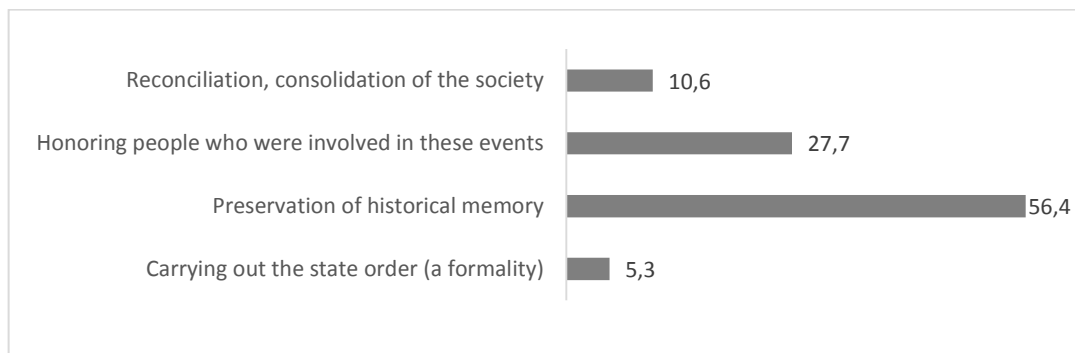 Reconciliation, consolidation of the society 10,6
Honoring people who were involved in these events 27,7
Preservation of historical memory 56,4
Carrying out the state order (a formality) 5,3